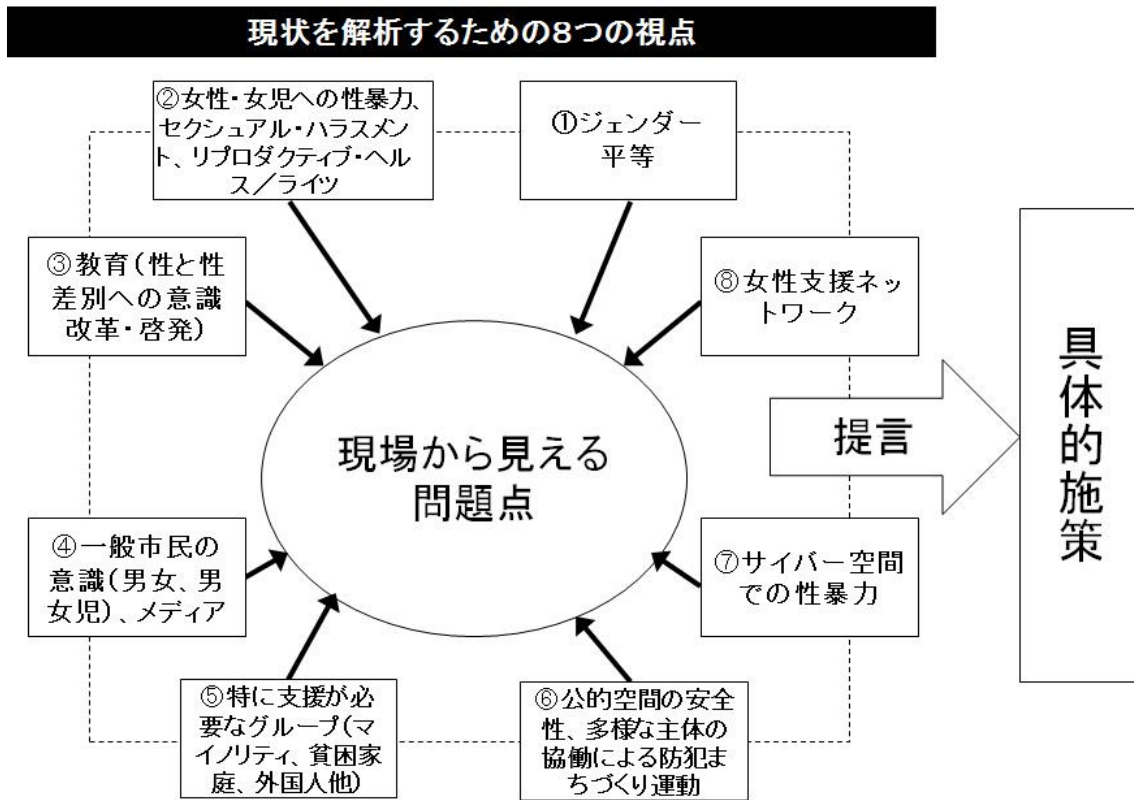 現状を解析するための8つの視点
①ジェンダー
平等
②女性・女児への性暴力、
セクシュアル・ハラスメン
ト、リプロダクティブ・ヘル
ス／ライツ
③教育(性と性
差別への意識
改革・啓発)
④一般市民の
意識(男女、男
女児)、メディア
⑤特に支援が必
要なグループ(マ
イノリティ、貧困家
庭、外国人他)
⑥公的空間の安全
性、多様な主体の
協働による防犯ま
ちづくり運動
⑦サイバー空間
での性暴力
⑧女性支援ネッ
トワーク
現場から見える
問題点
提言
具体的施策